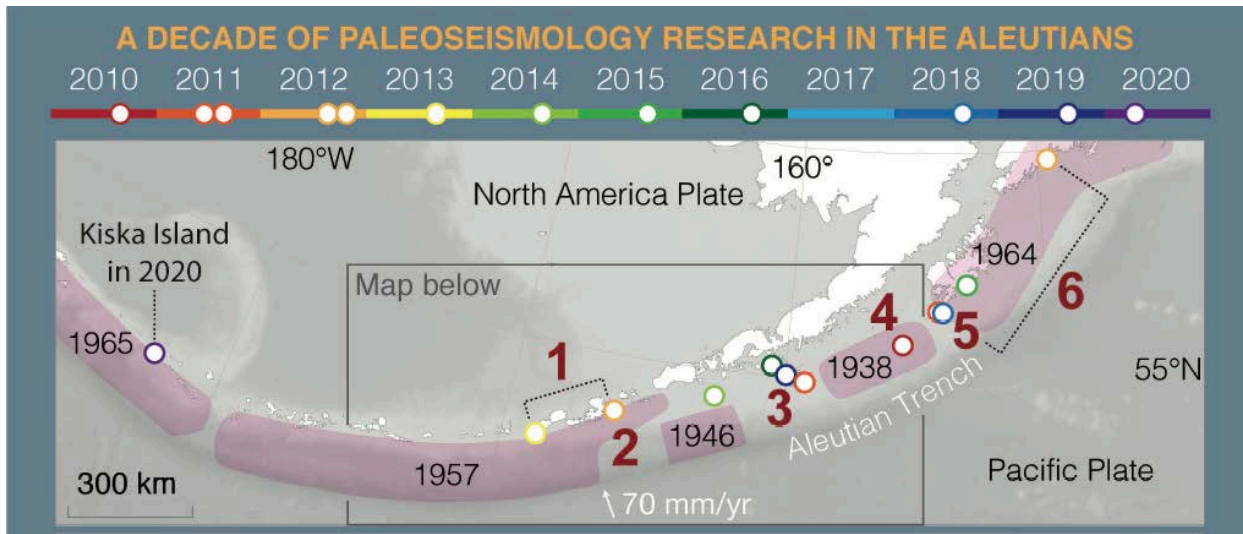 A DECADE OF PALEOSEISMOLOGY RESEARCH IN THE ALEUTIANS
2010 2011 2012 2013 2014 2015 2016 2017 2018 2019 2020
180°W
160°
North America Plate
Kiska Island
in 2020
Map below
1964
6
1965
1
4
5
1938
55°N
3
Aleutian Trench
2
1946
1957
Pacific Plate
300 km
70 mm/yr